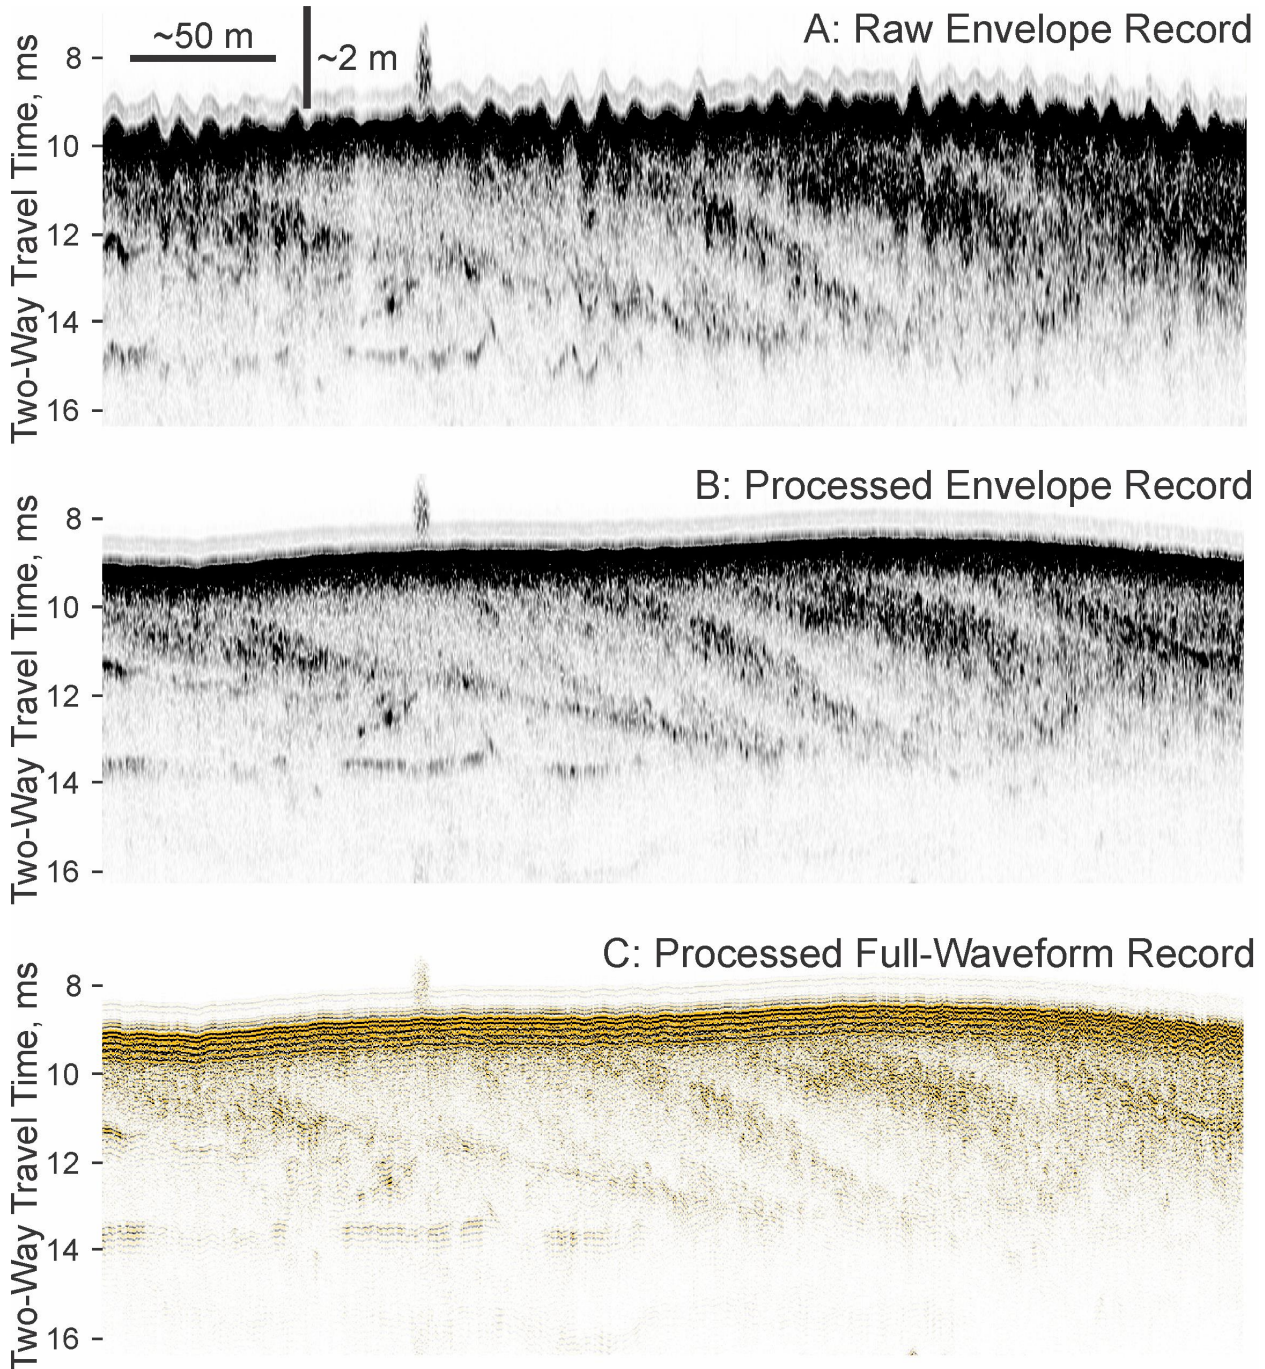 A: Raw Envelope Record
~50 m
~2 m
Two-Way Travel Time, ms
8
10
12
14
16
B: Processed Envelope Record
Two-Way Travel Time, ms
8
10
12
14
16
C: Processed Full-Waveform Record
Two-Way Travel Time, ms
8
10
12
14
16